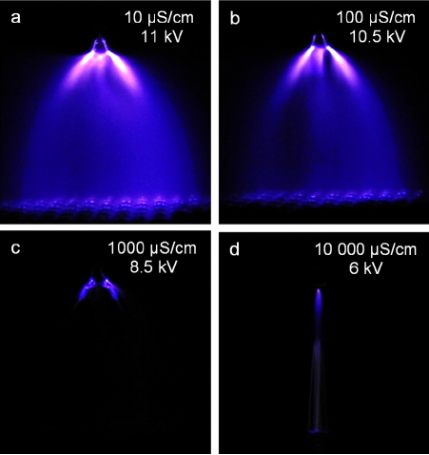 a
10 µS/cm
11 kV
b
100 µS/cm
10.5 kV
c
1000 µS/cm
8.5 kV
d
10 000 µS/cm
6 kV